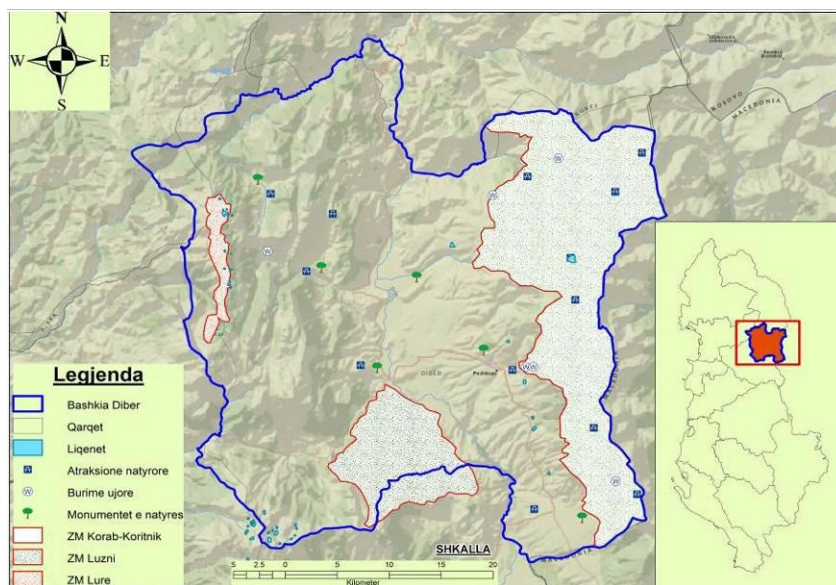 N
W E
S
KOSOVO
MACEDONIA
DIBER
Peshkopi
Legjenda
Bashkia Diber
Qarqet
Liqenet
Atraksione natyrore
Burime ujore
Monumentet e natyres
ZM Korab-Koritnik
ZM Luzni
ZM Lure
SHKALLA
5 2.5 0 5 10 15 20
Kilometer